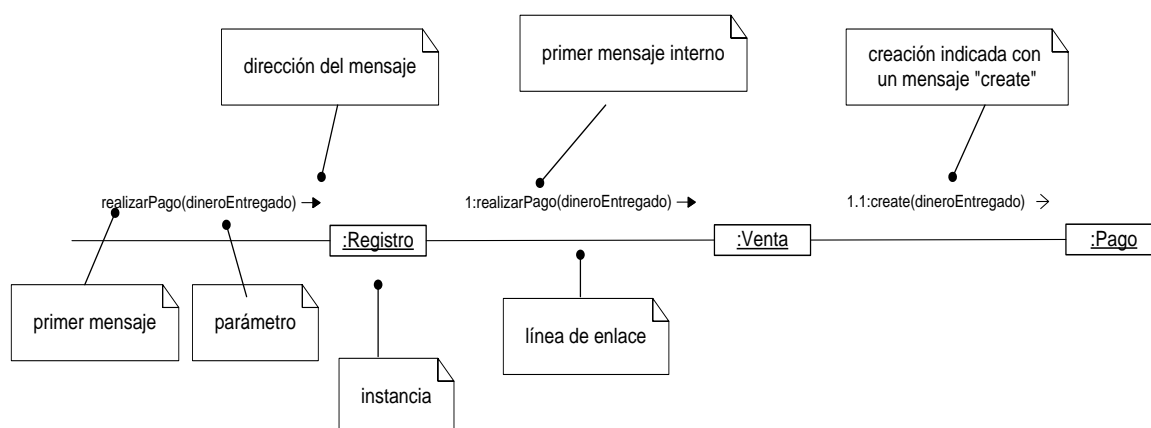 dirección del mensaje
primer mensaje interno
creación indicada con
un mensaje "create"
realizarPago(dineroEntregado)
1:realizarPago(dineroEntregado)
1.1:create(dineroEntregado)
:Registro
:Venta
:Pago
primer mensaje
parámetro
línea de enlace
instancia